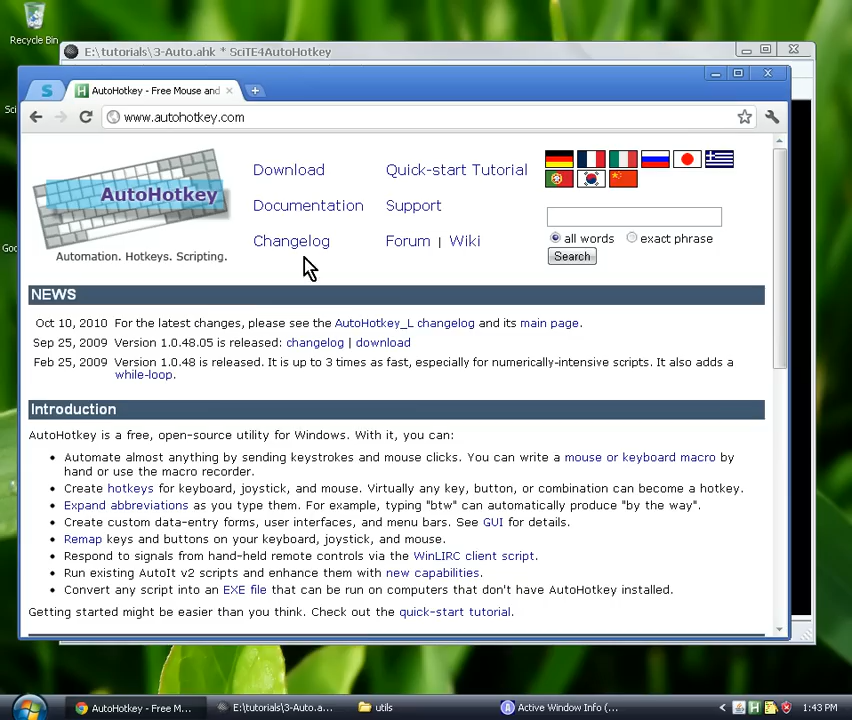 Recycle Bin
E:\tutorials\3-Auto.ahk * SciTE4AutoHotkey
AutoHotkey - Free Mouse and
www.autohotkey.com
AutoHotkey
Automation. Hotkeys. Scripting.
Download
Quick-start Tutorial
Documentation
Support
Changelog
Forum | Wiki
all words
exact phrase
Search
NEWS
Oct 10, 2010 For the latest changes, please see the AutoHotkey_L changelog and its main page.
Sep 25, 2009 Version 1.0.48.05 is released: changelog | download
Feb 25, 2009 Version 1.0.48 is released. It is up to 3 times as fast, especially for numerically-intensive scripts. It also adds a
while-loop.
Introduction
AutoHotkey is a free, open-source utility for Windows. With it, you can:
• Automate almost anything by sending keystrokes and mouse clicks. You can write a mouse or keyboard macro by
hand or use the macro recorder.
• Create hotkeys for keyboard, joystick, and mouse. Virtually any key, button, or combination can become a hotkey.
• Expand abbreviations as you type them. For example, typing "btw" can automatically produce "by the way".
• Create custom data-entry forms, user interfaces, and menu bars. See GUI for details.
• Remap keys and buttons on your keyboard, joystick, and mouse.
• Respond to signals from hand-held remote controls via the WinLIRC client script.
• Run existing AutoIt v2 scripts and enhance them with new capabilities.
• Convert any script into an EXE file that can be run on computers that don't have AutoHotkey installed.
Getting started might be easier than you think. Check out the quick-start tutorial.
Sci
Goo
AutoHotkey - Free M...
E:\tutorials\3-Auto.a...
utils
Active Window Info (...
1:43 PM